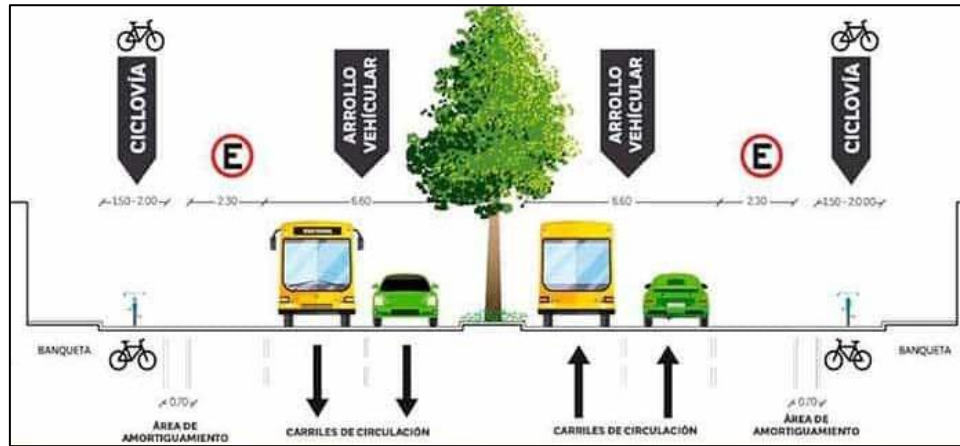 CICLOVÍA
ARROLLO
VEHÍCULAR
ARROLLO
VEHÍCULAR
CICLOVÍA
E
E
1.50-2.00
2.30
6.60
6.60
2.30
1.50-2.00
BANQUETA
BANQUETA
0.70
0.70
ÁREA DE
AMORTIGUAMIENTO
CARRILES DE CIRCULACIÓN
CARRILES DE CIRCULACIÓN
ÁREA DE
AMORTIGUAMIENTO